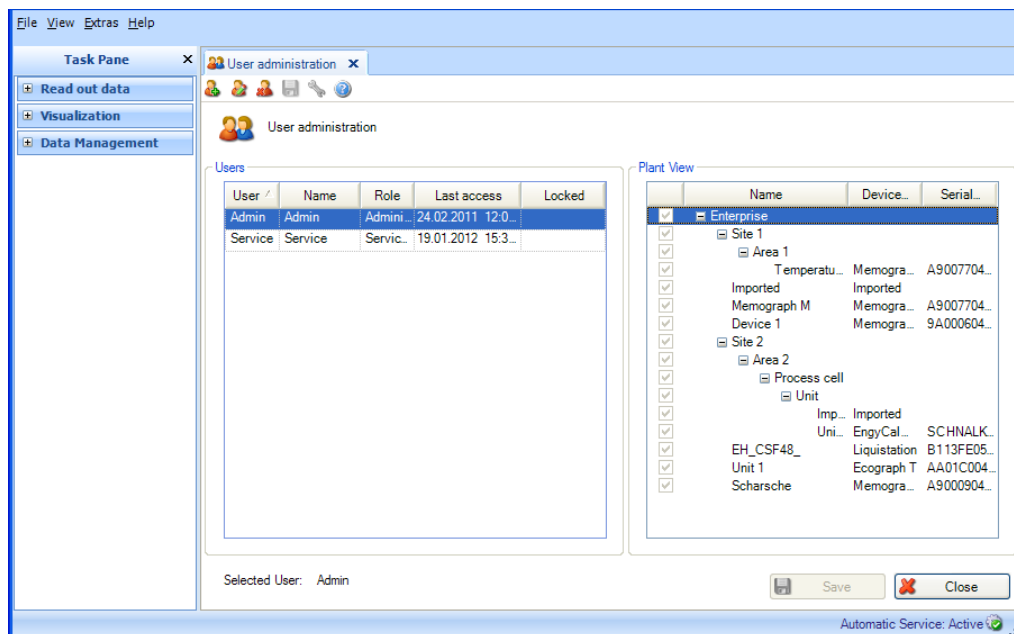 File View Extras Help
Task Pane
User administration
Read out data
Visualization
Data Management
User administration
Users
Plant View
User Name Role Last access Locked
Name Device... Serial...
Admin Admin Admini... 24.02.2011 12:0...
Service Service Servic... 19.01.2012 15:3...
Enterprise
Site 1
Area 1
Temperatu... Memogra... A9007704...
Imported Imported
Memograph M Memogra... A9007704...
Device 1 Memogra... 9A000604...
Site 2
Area 2
Process cell
Unit
Imp... Imported
Uni... EngyCal... SCHNALK...
EH_CSF48_ Liquistation B113FE05...
Unit 1 Ecograph T AA01C004...
Scharsche Memogra... A9000904...
Selected User: Admin
Save Close
Automatic Service: Active